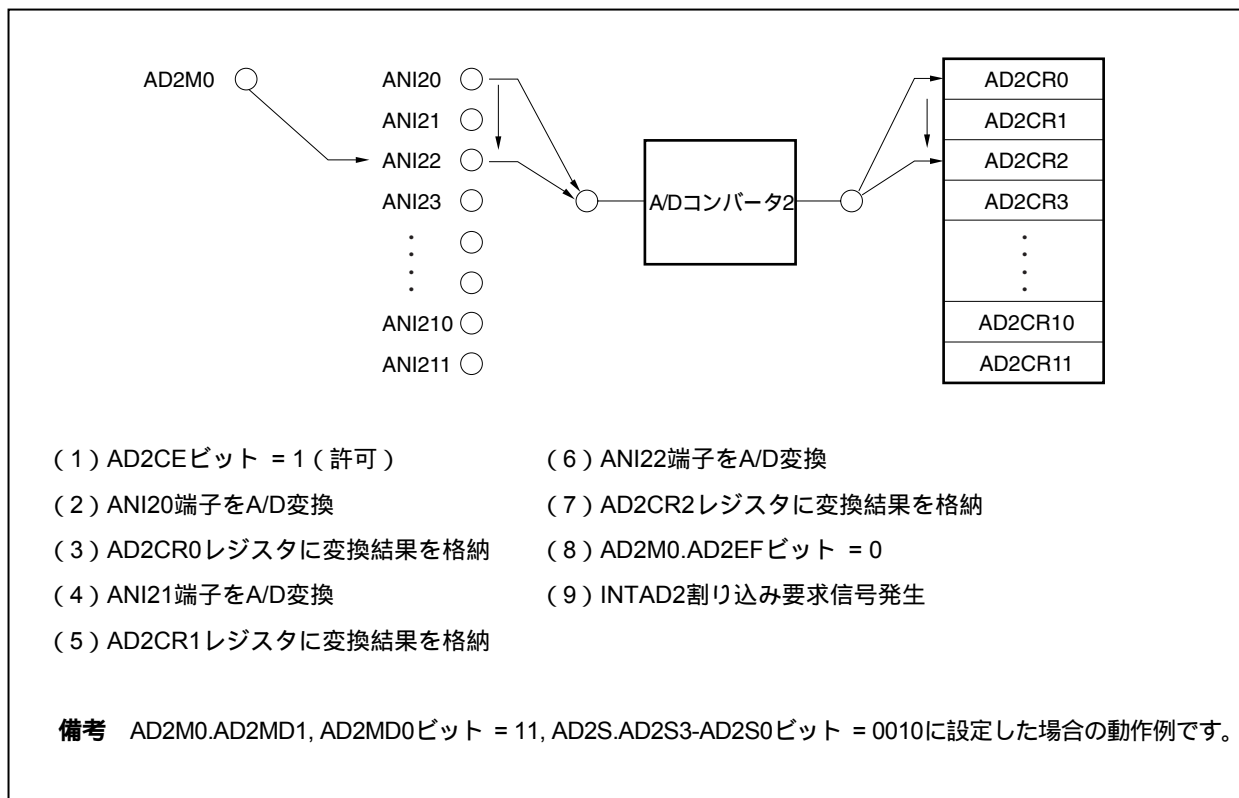 AD2M0
ANI20
ANI21
ANI22
ANI23
ANI210
ANI211
A/Dコンバータ2
AD2CR0
AD2CR1
AD2CR2
AD2CR3
AD2CR10
AD2CR11
（1）AD2CEビット = 1（許可）
（2）ANI20端子をA/D変換
（3）AD2CR0レジスタに変換結果を格納
（4）ANI21端子をA/D変換
（5）AD2CR1レジスタに変換結果を格納
（6）ANI22端子をA/D変換
（7）AD2CR2レジスタに変換結果を格納
（8）AD2M0.AD2EFビット = 0
（9）INTAD2割り込み要求信号発生
備考 AD2M0.AD2MD1, AD2MD0ビット = 11, AD2S.AD2S3-AD2S0ビット = 0010に設定した場合の動作例です。